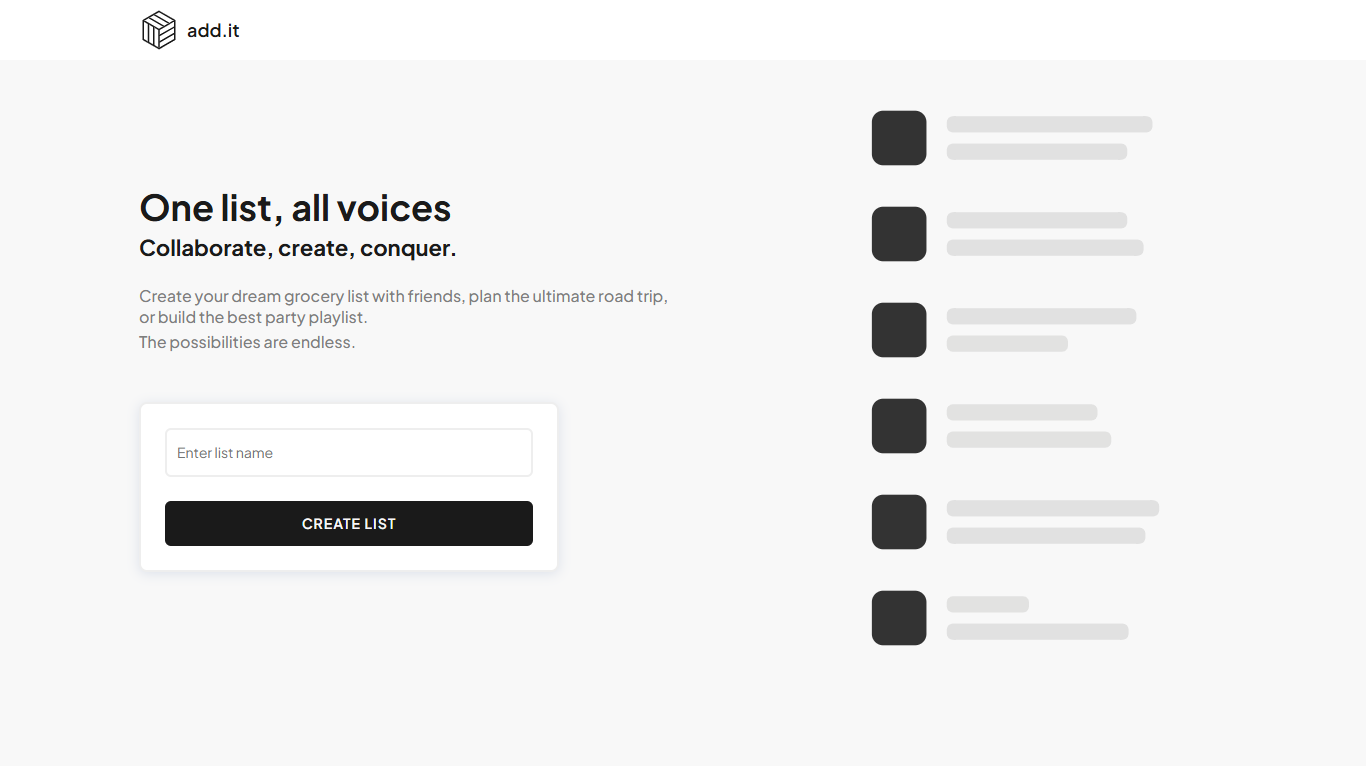 add.it
One list, all voices
Collaborate, create, conquer.
Create your dream grocery list with friends, plan the ultimate road trip,
or build the best party playlist.
The possibilities are endless.
Enter list name
CREATE LIST